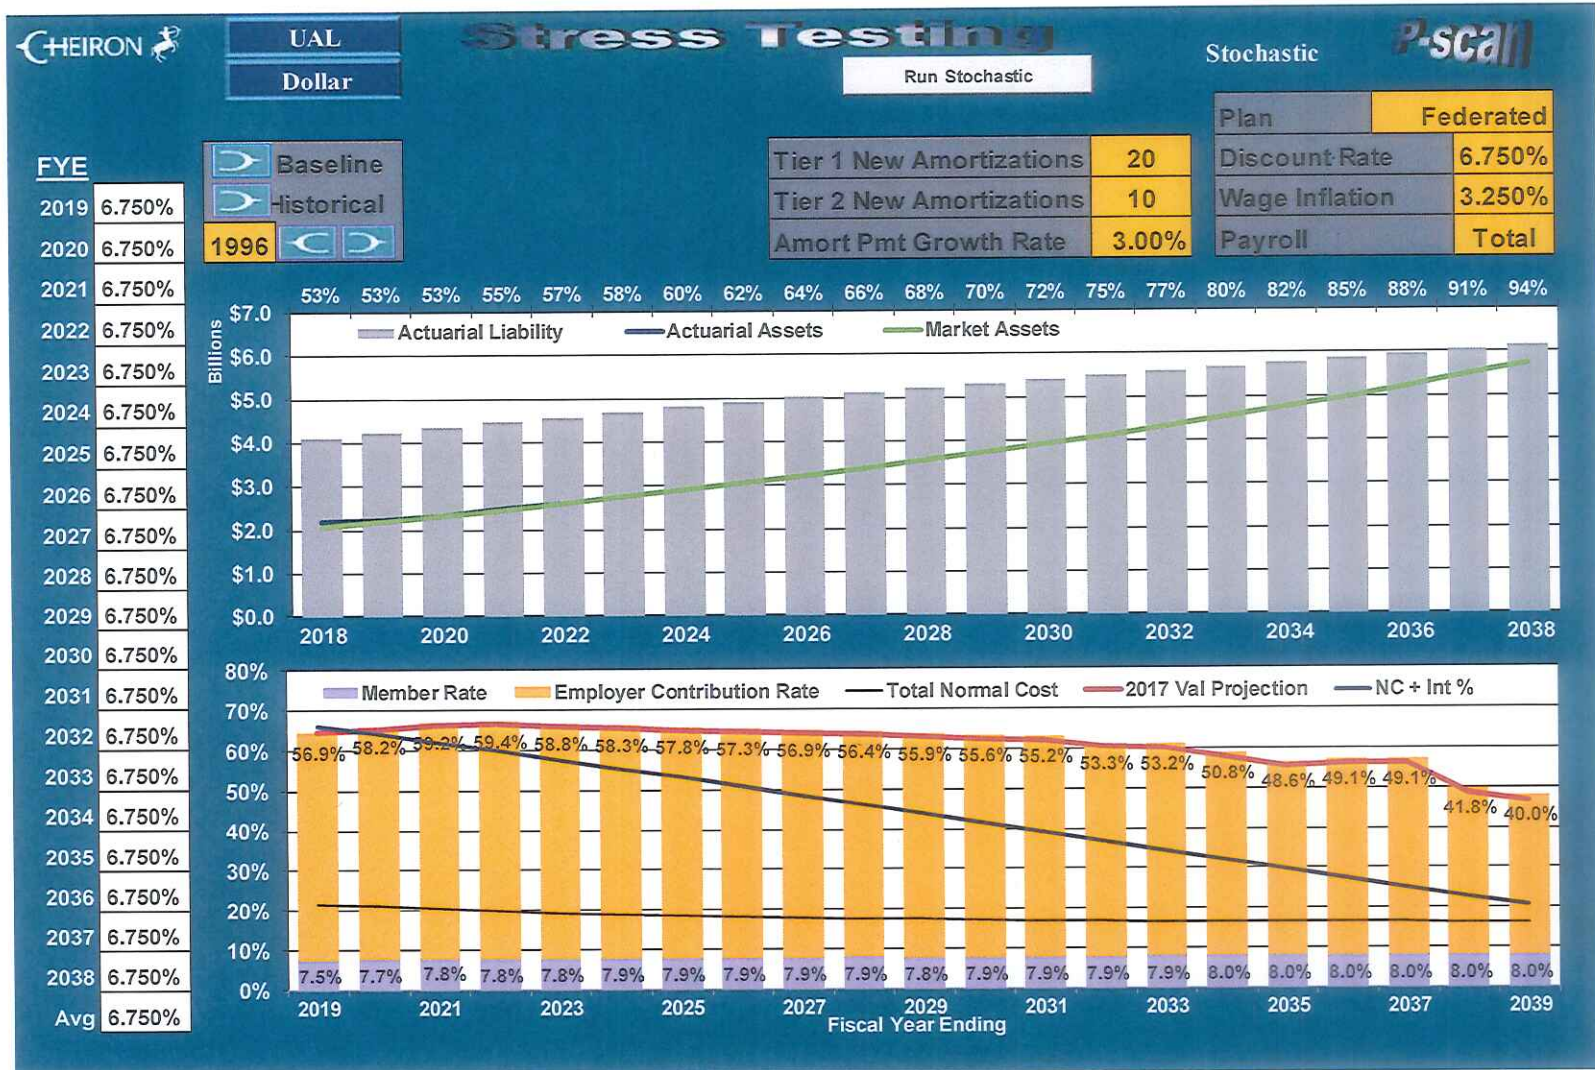 CHEIRON
UAL
Dollar
Stress Testing
Run Stochastic
Stochastic
P-scan
Plan Federated
Discount Rate 6.750%
Wage Inflation 3.250%
Payroll Total
Tier 1 New Amortizations 20
Tier 2 New Amortizations 10
Amort Pmt Growth Rate 3.00%
Baseline
Historical
1996
FYE
2019 6.750%
2020 6.750%
2021 6.750%
2022 6.750%
2023 6.750%
2024 6.750%
2025 6.750%
2026 6.750%
2027 6.750%
2028 6.750%
2029 6.750%
2030 6.750%
2031 6.750%
2032 6.750%
2033 6.750%
2034 6.750%
2035 6.750%
2036 6.750%
2037 6.750%
2038 6.750%
Avg 6.750%
53% 53% 53% 55% 57% 58% 60% 62% 64% 66% 68% 70% 72% 75% 77% 80% 82% 85% 88% 91% 94%
Billions
Actuarial Liability Actuarial Assets Market Assets
$7.0
$6.0
$5.0
$4.0
$3.0
$2.0
$1.0
$0.0
2018 2020 2022 2024 2026 2028 2030 2032 2034 2036 2038
Member Rate Employer Contribution Rate Total Normal Cost 2017 Val Projection NC + Int %
80%
70%
60%
50%
40%
30%
20%
10%
0%
56.9% 58.2% 59.2% 59.4% 58.8% 58.3% 57.8% 57.3% 56.9% 56.4% 55.9% 55.6% 55.2% 53.3% 53.2% 50.8% 48.6% 49.1% 49.1% 41.8% 40.0%
7.5% 7.7% 7.8% 7.8% 7.8% 7.9% 7.9% 7.9% 7.9% 7.9% 7.8% 7.9% 7.9% 7.9% 7.9% 8.0% 8.0% 8.0% 8.0% 8.0% 8.0%
2019 2021 2023 2025 2027 2029 2031 2033 2035 2037 2039
Fiscal Year Ending